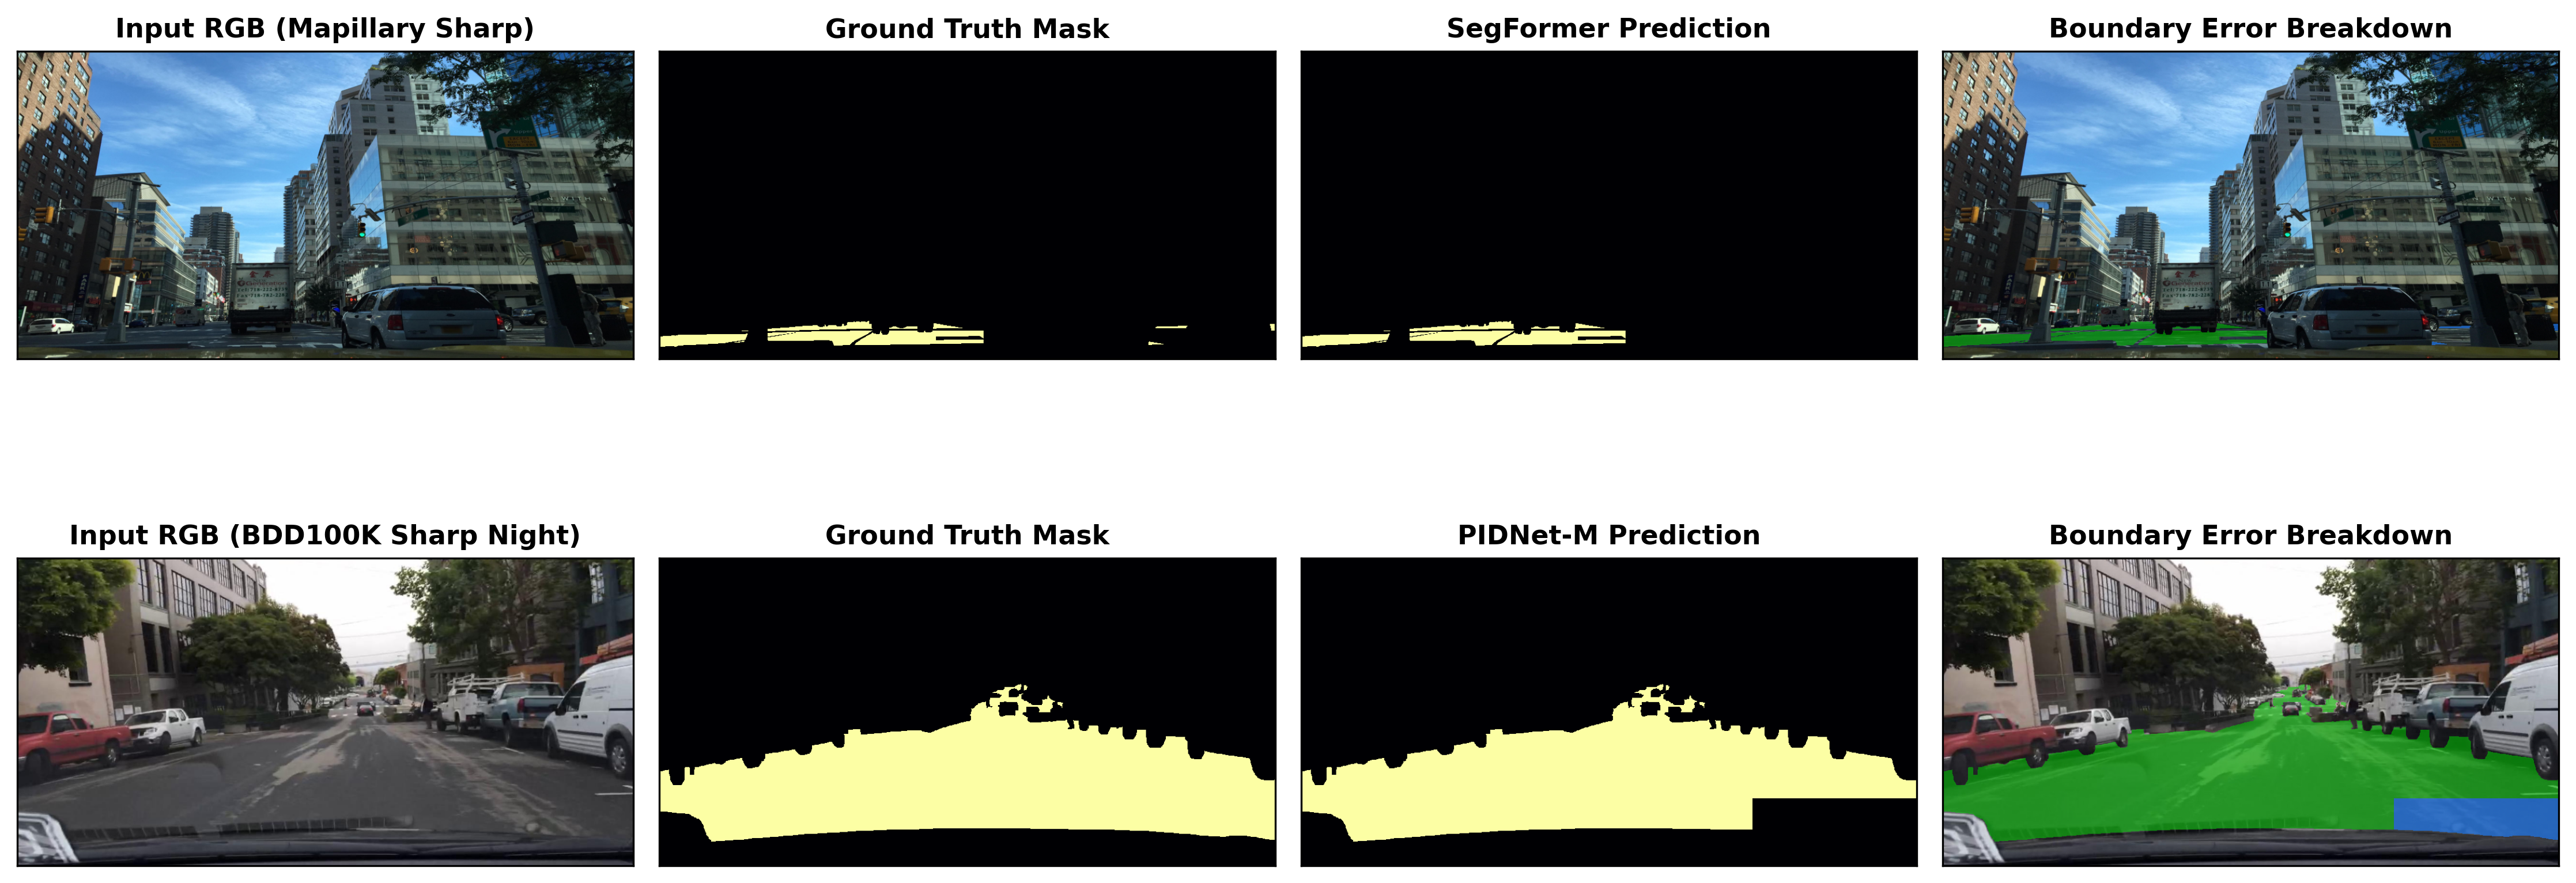 Input RGB (Mapillary Sharp)
Ground Truth Mask
SegFormer Prediction
Boundary Error Breakdown
Input RGB (BDD100K Sharp Night)
Ground Truth Mask
PIDNet-M Prediction
Boundary Error Breakdown